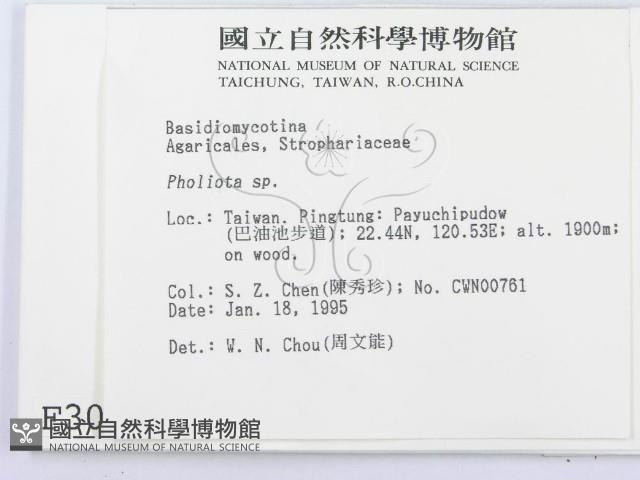 國立自然科學博物館
NATIONAL MUSEUM OF NATURAL SCIENCE
TAICHUNG, TAIWAN, R.O.CHINA
Basidiomycotina
Agaricales, Strophariaceae
Pholiota sp.
Loc.: Taiwan. Pingtung: Payuchipudow
(巴油池步道); 22.44N, 120.53E; alt. 1900m;
on wood.
Col.: S. Z. Chen(陳秀珍); No. CWN00761
Date: Jan. 18, 1995
Det.: W. N. Chou(周文能)
F30
國立自然科學博物館
NATIONAL MUSEUM OF NATURAL SCIENCE